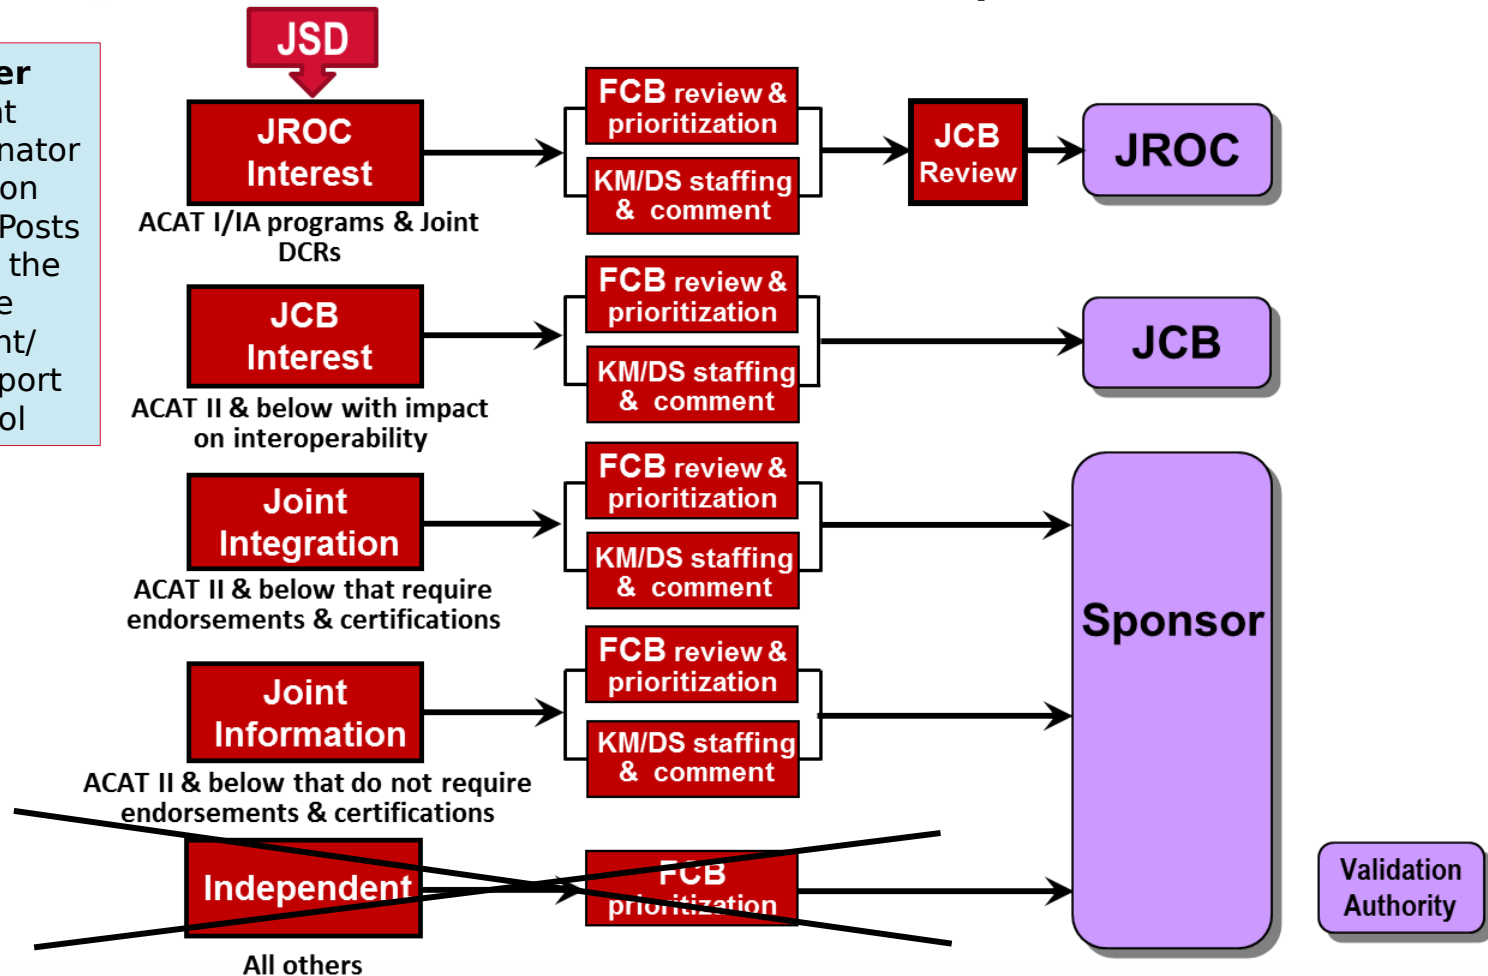 JSD
er
nt
nator
on
Posts
the
e
nt/
port
ol
JROC
Interest
ACAT I/IA programs & Joint
DCRs
FCB review &
prioritization
KM/DS staffing
& comment
JCB
Review
JROC
JCB
Interest
ACAT II & below with impact
on interoperability
FCB review &
prioritization
KM/DS staffing
& comment
JCB
Joint
Integration
ACAT II & below that require
endorsements & certifications
FCB review &
prioritization
KM/DS staffing
& comment
Sponsor
Joint
Information
ACAT II & below that do not require
endorsements & certifications
FCB review &
prioritization
KM/DS staffing
& comment
Independent
All others
FCB
prioritization
Validation
Authority